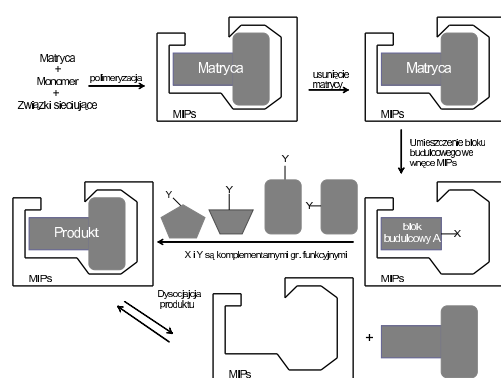 Matryca
+
Monomer
+
Związki sieciujące
polimeryzacja
Matryca
MIPs
usunięcie
matrycy
Matryca
MIPs
Umieszczenie bloku
budulcowego we
wnęce MIPs
blok
budulcowy A
X
MIPs
Y
Y
Y
Y
X i Y są komplementarnymi gr. funkcyjnymi
Produkt
MIPs
Dysocjacja
produktu
MIPs
+